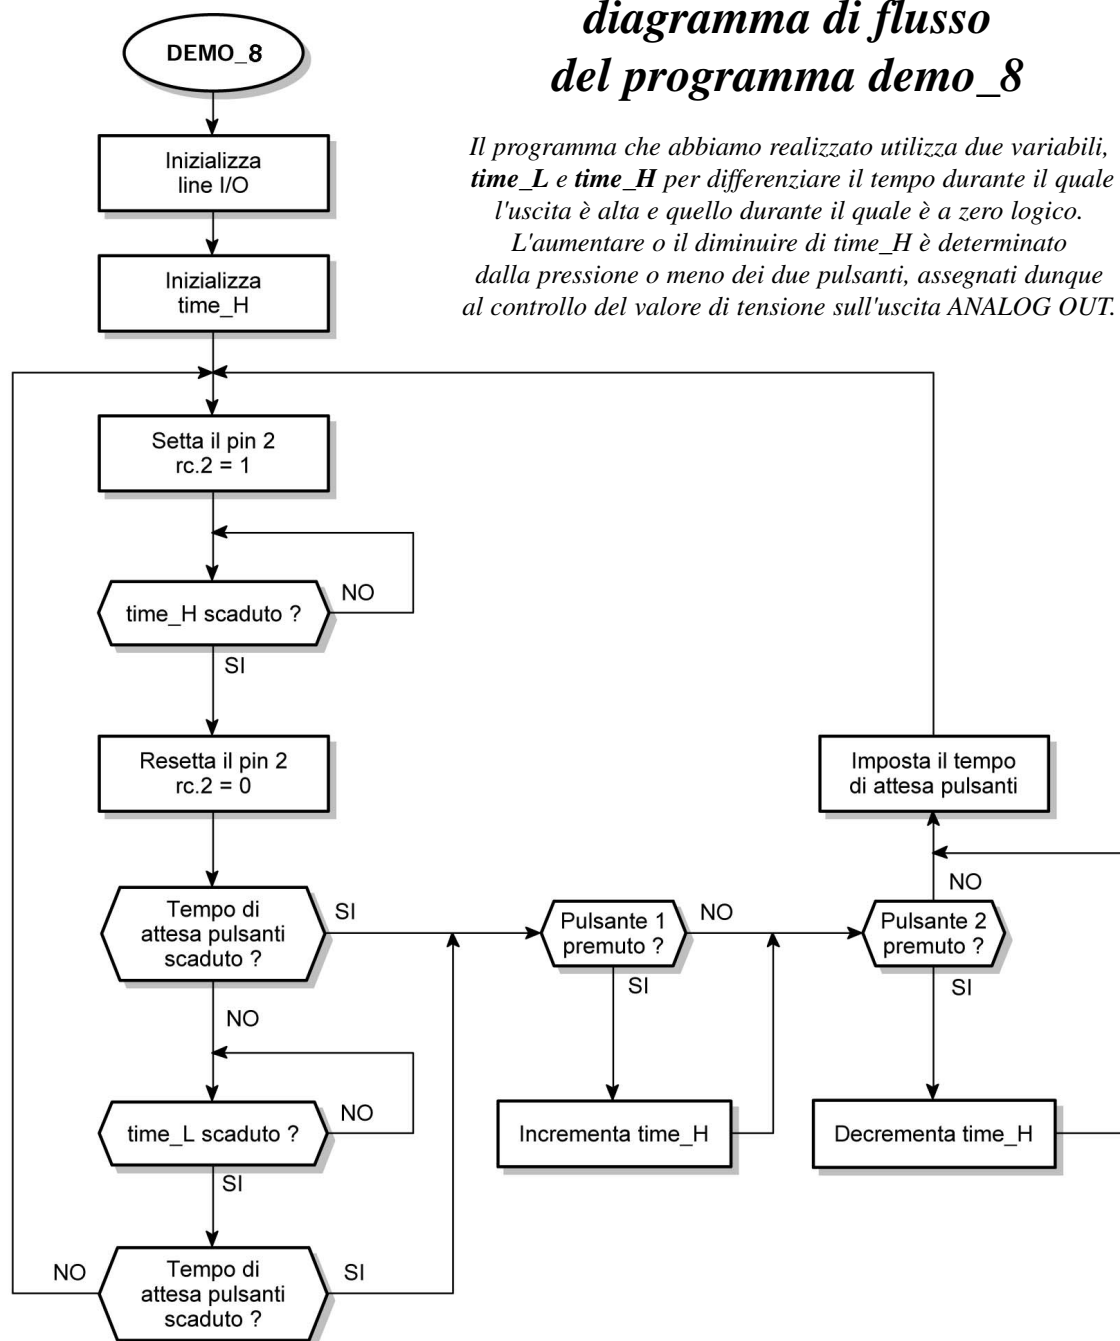 diagramma di flusso
del programma demo_8
Il programma che abbiamo realizzato utilizza due variabili,
time_L e time_H per differenziare il tempo durante il quale
l'uscita è alta e quello durante il quale è a zero logico.
L'aumentare o il diminuire di time_H è determinato
dalla pressione o meno dei due pulsanti, assegnati dunque
al controllo del valore di tensione sull'uscita ANALOG OUT.
DEMO_8
Inizializza
line I/O
Inizializza
time_H
Setta il pin 2
rc.2 = 1
NO
time_H scaduto ?
SI
Resetta il pin 2
rc.2 = 0
Tempo di
attesa pulsanti
scaduto ?
SI
NO
time_L scaduto ?
NO
SI
Tempo di
attesa pulsanti
scaduto ?
NO
SI
Pulsante 1
premuto ?
NO
SI
Incrementa time_H
Pulsante 2
premuto ?
NO
SI
Decrementa time_H
Imposta il tempo
di attesa pulsanti